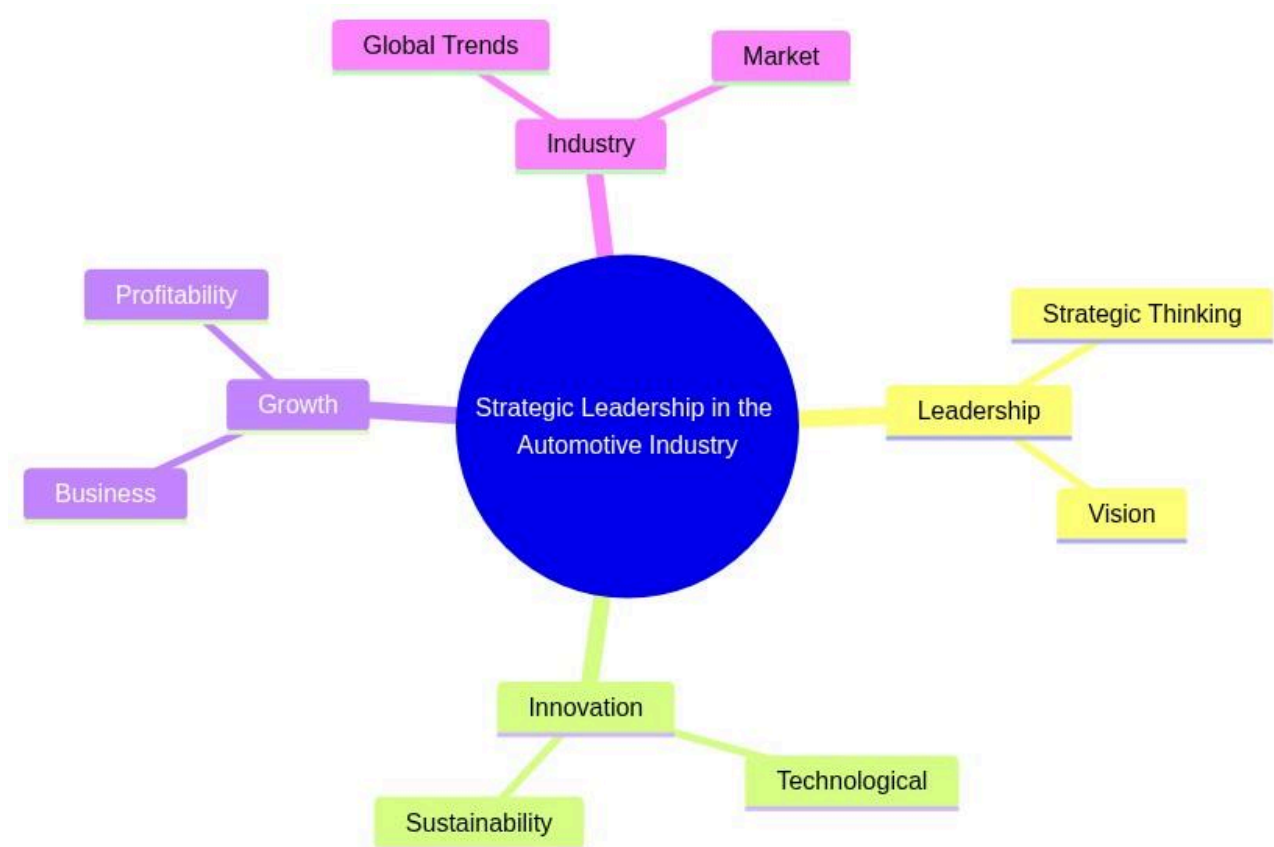 Global Trends
Market
Industry
Profitability
Growth
Business
Strategic Leadership in the
Automotive Industry
Strategic Thinking
Leadership
Vision
Innovation
Technological
Sustainability